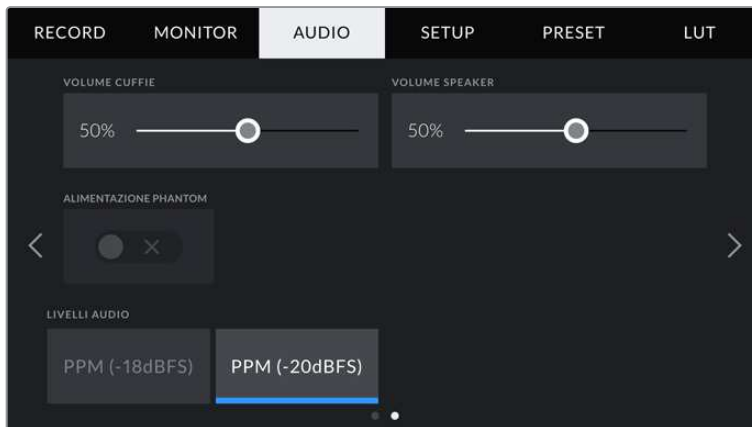 RECORD MONITOR AUDIO SETUP PRESET LUT
VOLUME CUFFIE VOLUME SPEAKER
50% 50%
ALIMENTAZIONE PHANTOM
LIVELLI AUDIO
PPM (-18dBFS) PPM (-20dBFS)